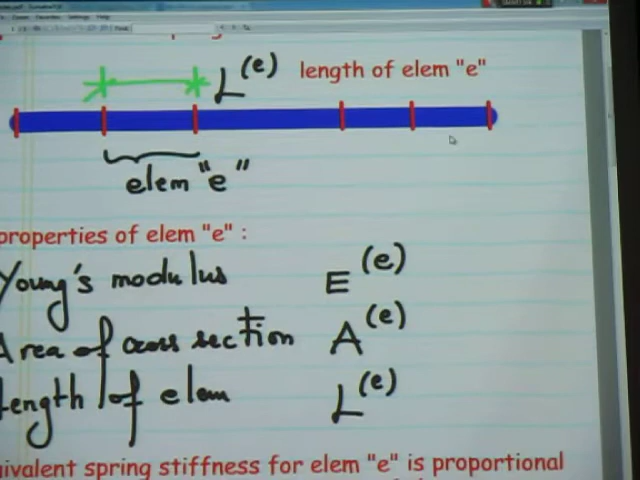 L(e) length of elem "e"
elem "e"
properties of elem "e" :
Young's modulus E(e)
Area of cross section A(e)
Length of elem L(e)
ivalent spring stiffness for elem "e" is proportional